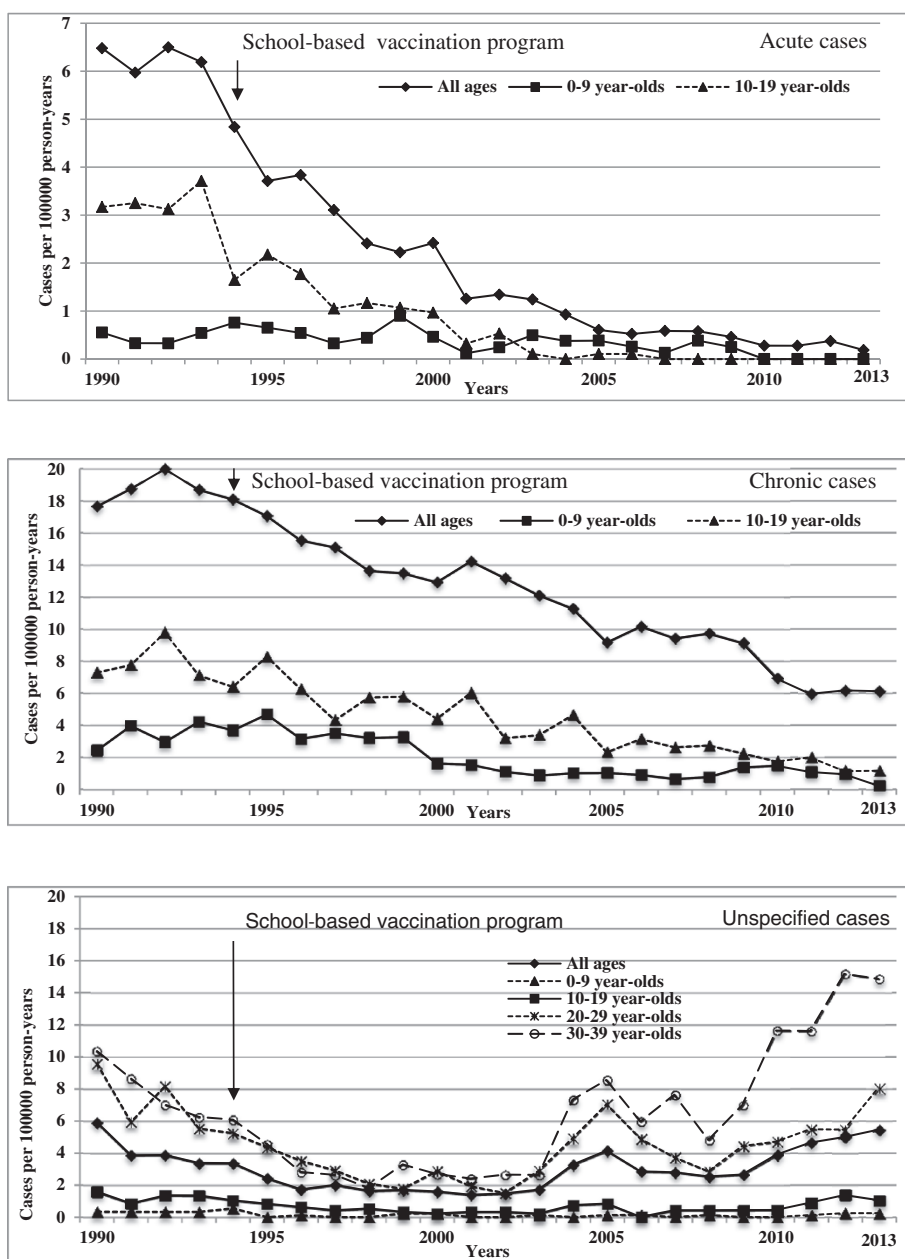 7
School-based vaccination program
Acute cases
6
All ages
0-9 year-olds
10-19 year-olds
5
4
3
2
1
0
Cases per 100000 person-years
1990
1995
2000
2005
2010
2013
Years
20
School-based vaccination program
Chronic cases
18
16
All ages
0-9 year-olds
10-19 year-olds
14
12
10
8
6
4
2
0
Cases per 100000 person-years
1990
1995
2000
2005
2010
2013
Years
20
School-based vaccination program
Unspecified cases
18
16
All ages
0-9 year-olds
10-19 year-olds
20-29 year-olds
30-39 year-olds
14
12
10
8
6
4
2
0
Cases per 100000 person-years
1990
1995
2000
2005
2010
2013
Years